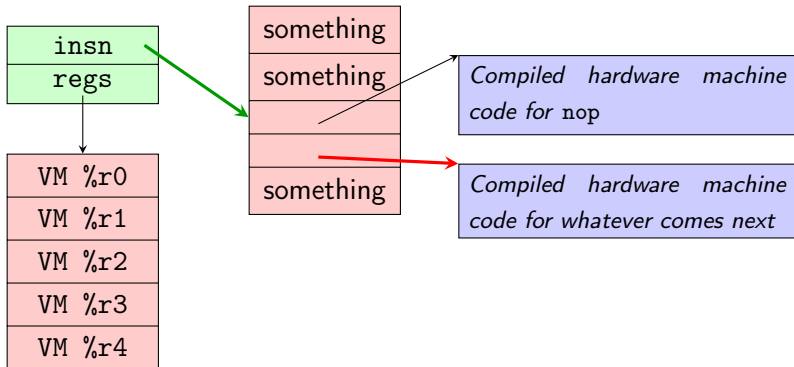 insn
regs
VM %r0
VM %r1
VM %r2
VM %r3
VM %r4
something
something
something
Compiled hardware machine
code for nop
Compiled hardware machine
code for whatever comes next